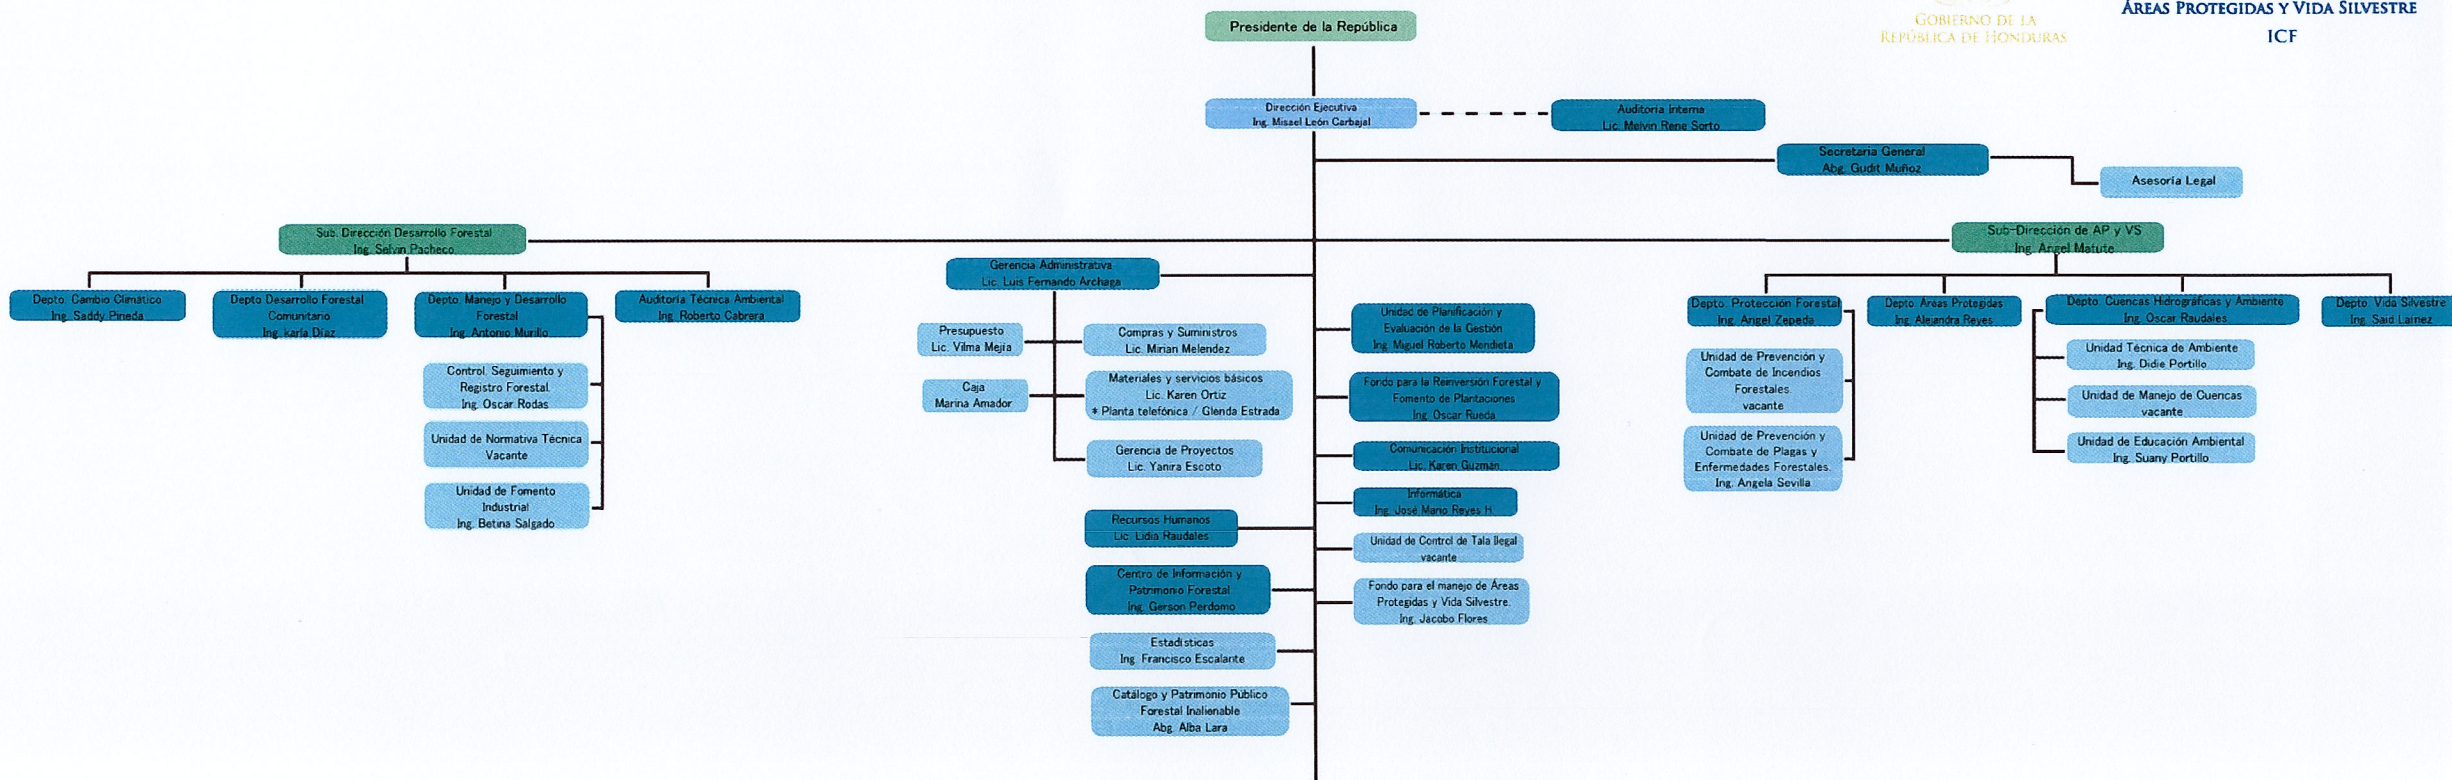 Presidente de la República
GOBIERNO DE LA
REPÚBLICA DE HONDURAS
ÁREAS PROTEGIDAS Y VIDA SILVESTRE
ICF
Dirección Ejecutiva
Ing. Misael León Carbajal
Auditoria Interna
Lic. Melvin Rene Sorto
Secretaria General
Abg. Gudit Muñoz
Asesoría Legal
Sub. Dirección Desarrollo Forestal
Ing. Selvin Pacheco
Sub-Dirección de AP y VS
Ing. Angel Matute
Depto. Cambio Climático
Ing. Saddy Pineda
Depto Desarrollo Forestal
Comunitario
Ing. karla Díaz
Depto. Manejo y Desarrollo
Forestal
Ing. Antonio Murillo
Auditoría Técnica Ambiental
Ing. Roberto Cabrera
Control, Seguimiento y
Registro Forestal.
Ing. Oscar Rodas
Unidad de Normativa Técnica
Vacante
Unidad de Fomento
Industrial
Ing. Betina Salgado
Gerencia Administrativa
Lic. Luis Fernando Archaga
Presupuesto
Lic. Vilma Mejía
Caja
Marina Amador
Compras y Suministros
Lic. Mirian Melendez
Materiales y servicios básicos
Lic. Karen Ortiz
* Planta telefónica / Glenda Estrada
Gerencia de Proyectos
Lic. Yanira Escoto
Recursos Humanos
Lic. Lidia Raudales
Centro de Información y
Patrimonio Forestal
Ing. Gerson Perdomo
Estadísticas
Ing. Francisco Escalante
Catálogo y Patrimonio Público
Forestal Inalienable
Abg. Alba Lara
Unidad de Planificación y
Evaluación de la Gestión
Ing. Miguel Roberto Mendieta
Fondo para la Reinversión Forestal y
Fomento de Plantaciones
Ing. Oscar Rueda
Comunicación Institucional
Lic. Karen Guzmán
Informática
Ing. José Mario Reyes H.
Unidad de Control de Tala Ilegal
vacante
Fondo para el manejo de Áreas
Protegidas y Vida Silvestre.
Ing. Jacobo Flores
Depto. Protección Forestal
Ing. Angel Zepeda
Unidad de Prevención y
Combate de Incendios
Forestales.
vacante
Unidad de Prevención y
Combate de Plagas y
Enfermedades Forestales.
Ing. Angela Sevilla
Depto. Áreas Protegidas
Ing. Alejandra Reyes
Depto. Cuencas Hidrográficas y Ambiente
Ing. Oscar Raudales
Unidad Técnica de Ambiente
Ing. Didie Portillo
Unidad de Manejo de Cuencas
vacante
Unidad de Educación Ambiental
Ing. Suany Portillo
Depto. Vida Silvestre
Ing. Said Lainez